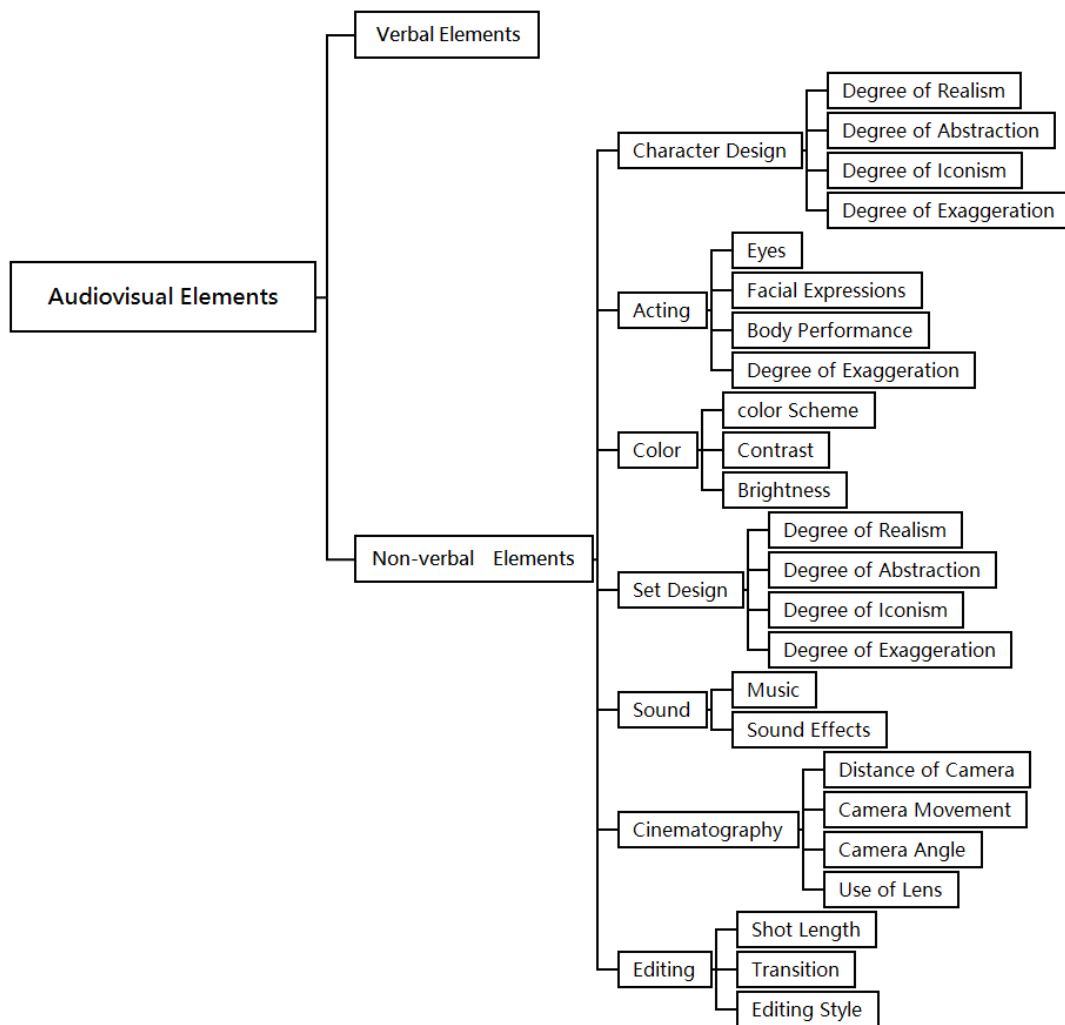 Verbal Elements
Degree of Realism
Degree of Abstraction
Character Design
Degree of Iconism
Degree of Exaggeration
Eyes
Audiovisual Elements
Facial Expressions
Acting
Body Performance
Degree of Exaggeration
color Scheme
Color
Contrast
Brightness
Non-verbal Elements
Degree of Realism
Degree of Abstraction
Set Design
Degree of Iconism
Degree of Exaggeration
Music
Sound
Sound Effects
Distance of Camera
Camera Movement
Cinematography
Camera Angle
Use of Lens
Shot Length
Editing
Transition
Editing Style